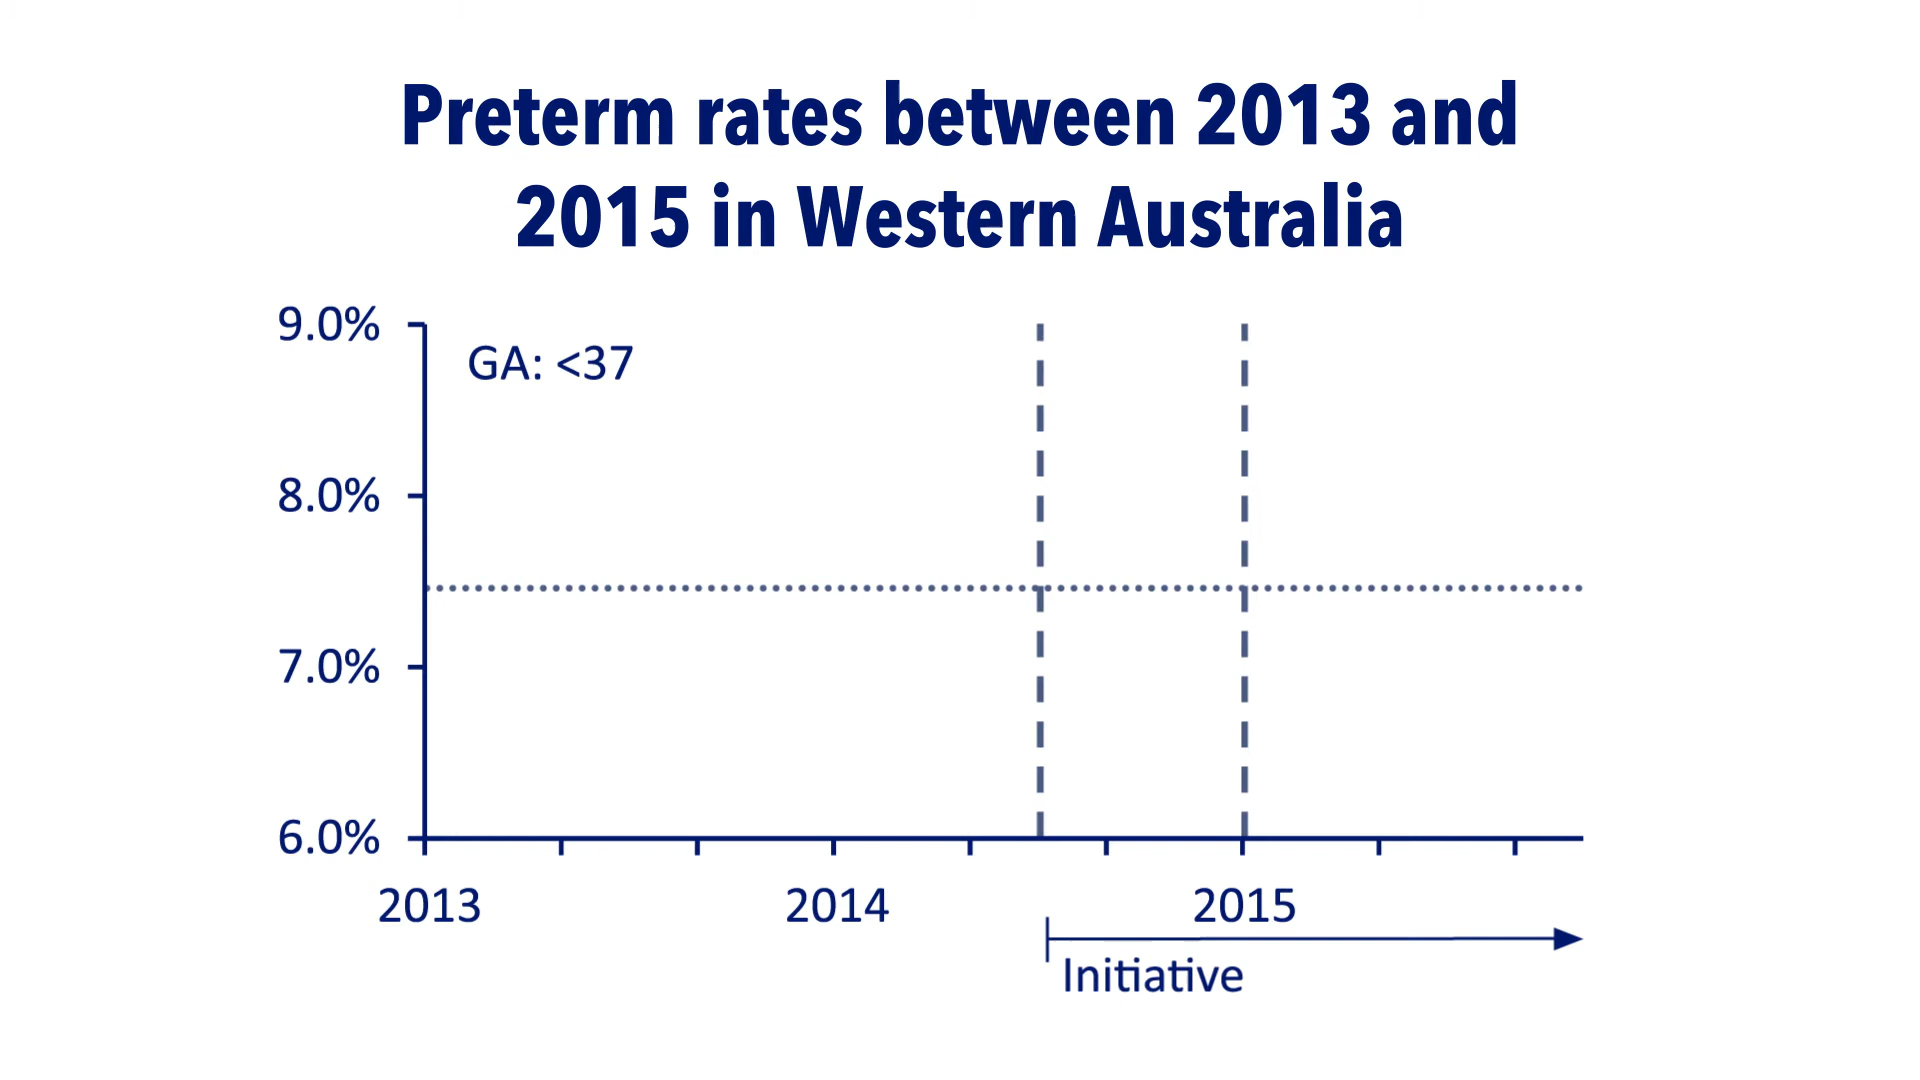 Preterm rates between 2013 and
2015 in Western Australia
9.0%
GA: <37
8.0%
7.0%
6.0%
2013 2014 2015
Initiative